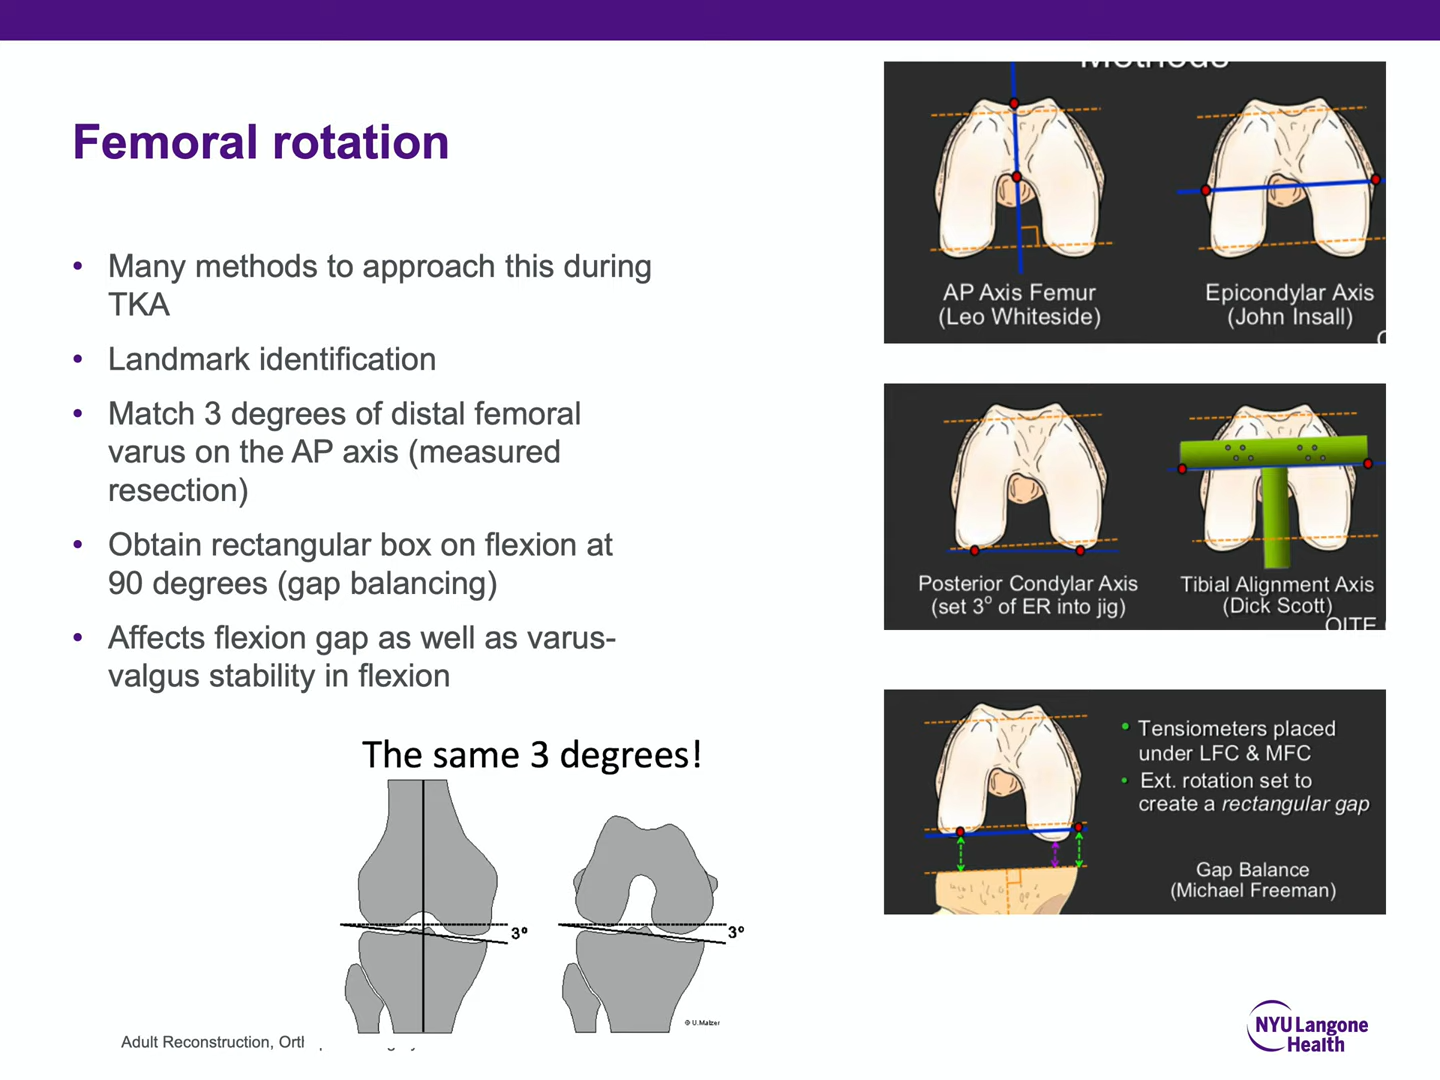 Femoral rotation
• Many methods to approach this during
TKA
• Landmark identification
• Match 3 degrees of distal femoral
varus on the AP axis (measured
resection)
• Obtain rectangular box on flexion at
90 degrees (gap balancing)
• Affects flexion gap as well as varus-
valgus stability in flexion
The same 3 degrees!
3º
3º
© U.Malzer
Adult Reconstruction,
Methods
AP Axis Femur
(Leo Whiteside)
Epicondylar Axis
(John Insall)
Posterior Condylar Axis
(set 3° of ER into jig)
Tibial Alignment Axis
(Dick Scott)
OITE
• Tensiometers placed
under LFC & MFC
• Ext. rotation set to
create a rectangular gap
Gap Balance
(Michael Freeman)
NYU Langone
Health